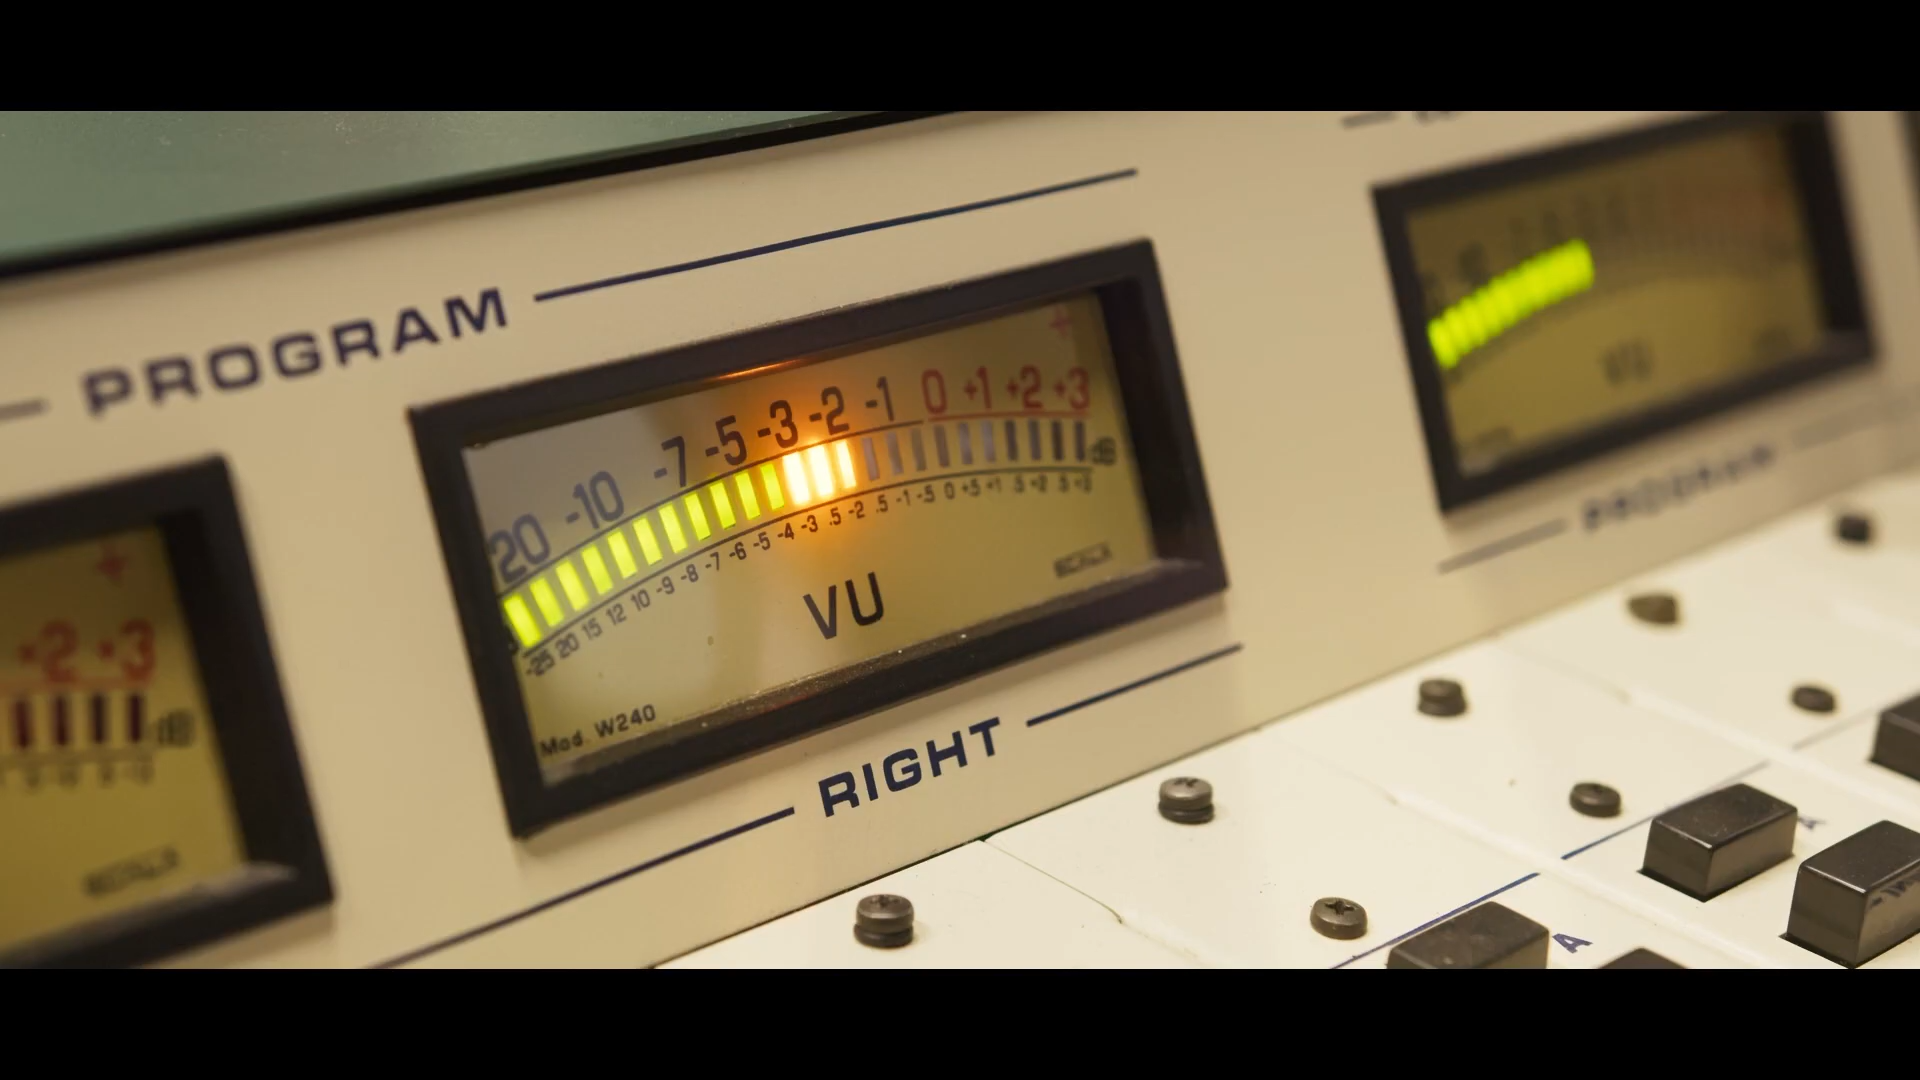 PROGRAM
20 -10 -7 -5 -3 -2 -1 0 +1 +2 +3
dB
-25 20 15 12 10 -9 -8 -7 -6 -5 -4 -3 .5 -2 .5 -1 -.5 0 +.5 +1 .5 +2 .5 +3
VU
Mod. W240
RIGHT
+2 +3
dB
VU
PROGRAM
A
A